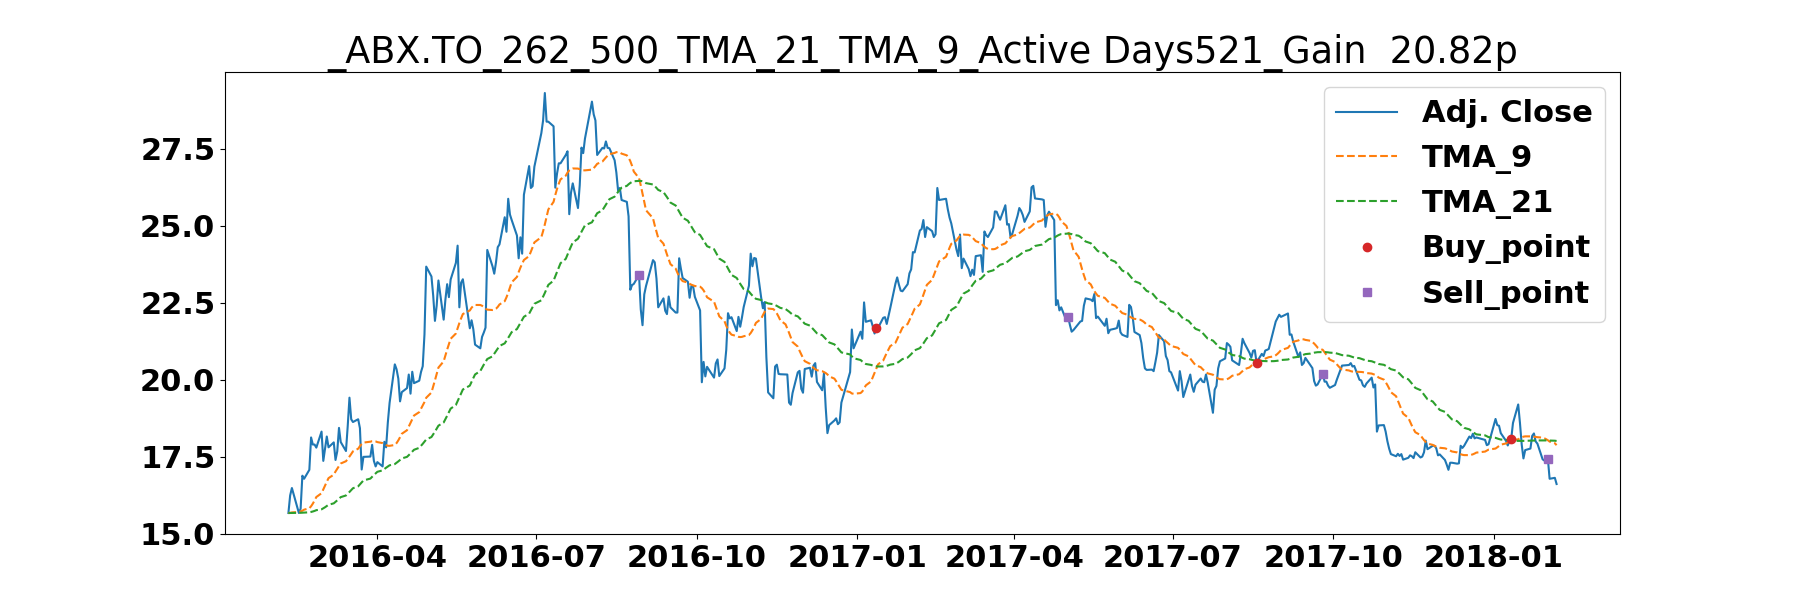 _ABX.TO_262_500_TMA_21_TMA_9_Active Days521_Gain  20.82p
Adj. Close
TMA_9
TMA_21
Buy_point
Sell_point
27.5
25.0
22.5
20.0
17.5
15.0
2016-04 2016-07 2016-10 2017-01 2017-04 2017-07 2017-10 2018-01